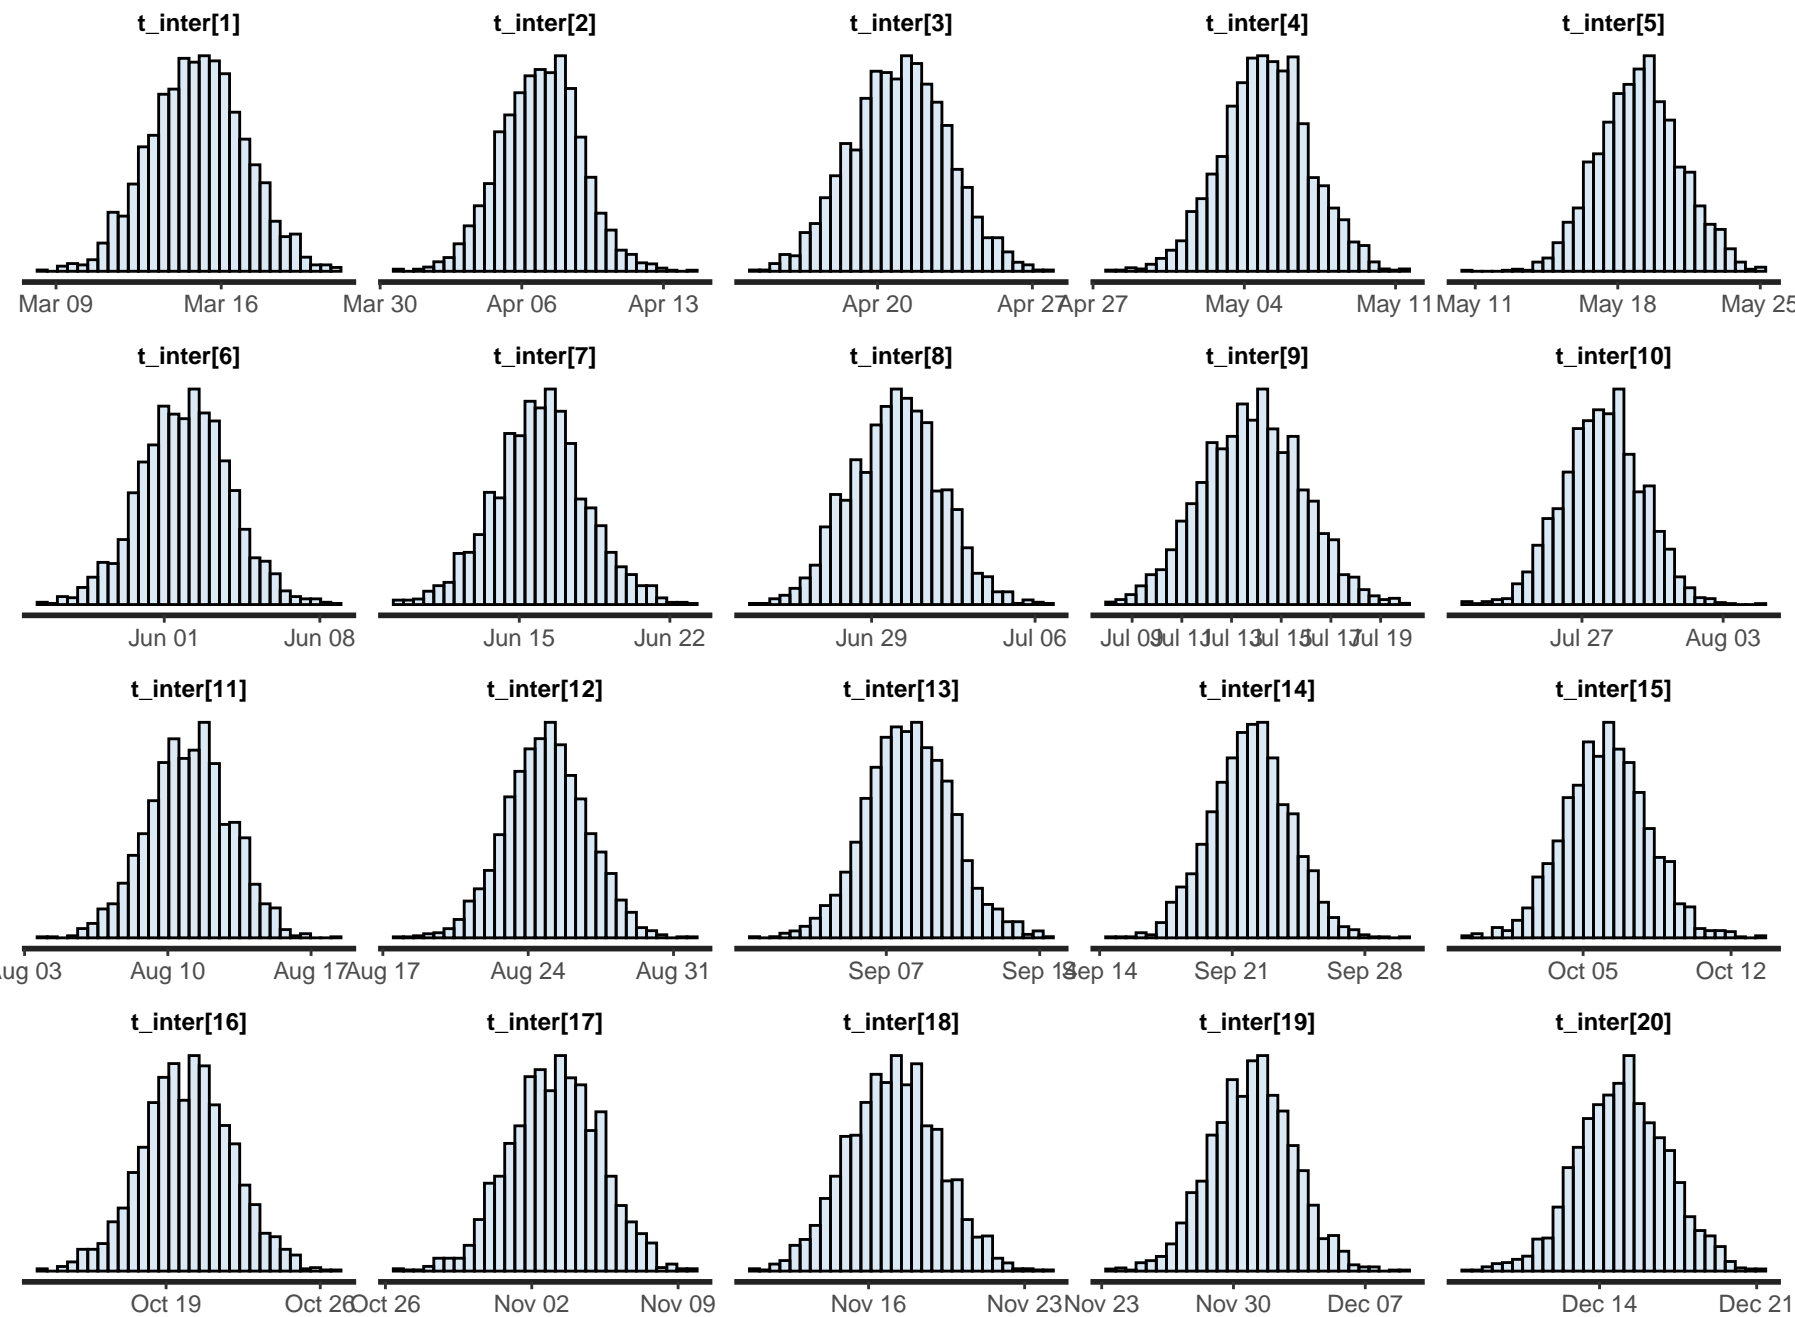 t_inter[1] t_inter[2] t_inter[3] t_inter[4] t_inter[5]
Mar 09 Mar 16 Mar 30 Apr 06 Apr 13 Apr 20 Apr 27 Apr 27 May 04 May 11 May 11 May 18 May 25
t_inter[6] t_inter[7] t_inter[8] t_inter[9] t_inter[10]
Jun 01 Jun 08 Jun 15 Jun 22 Jun 29 Jul 06 Jul 09 Jul 11 Jul 13 Jul 15 Jul 17 Jul 19 Jul 27 Aug 03
t_inter[11] t_inter[12] t_inter[13] t_inter[14] t_inter[15]
Aug 03 Aug 10 Aug 17 Aug 17 Aug 24 Aug 31 Sep 07 Sep 14 Sep 14 Sep 21 Sep 28 Oct 05 Oct 12
t_inter[16] t_inter[17] t_inter[18] t_inter[19] t_inter[20]
Oct 19 Oct 26 Oct 26 Nov 02 Nov 09 Nov 16 Nov 23 Nov 23 Nov 30 Dec 07 Dec 14 Dec 21